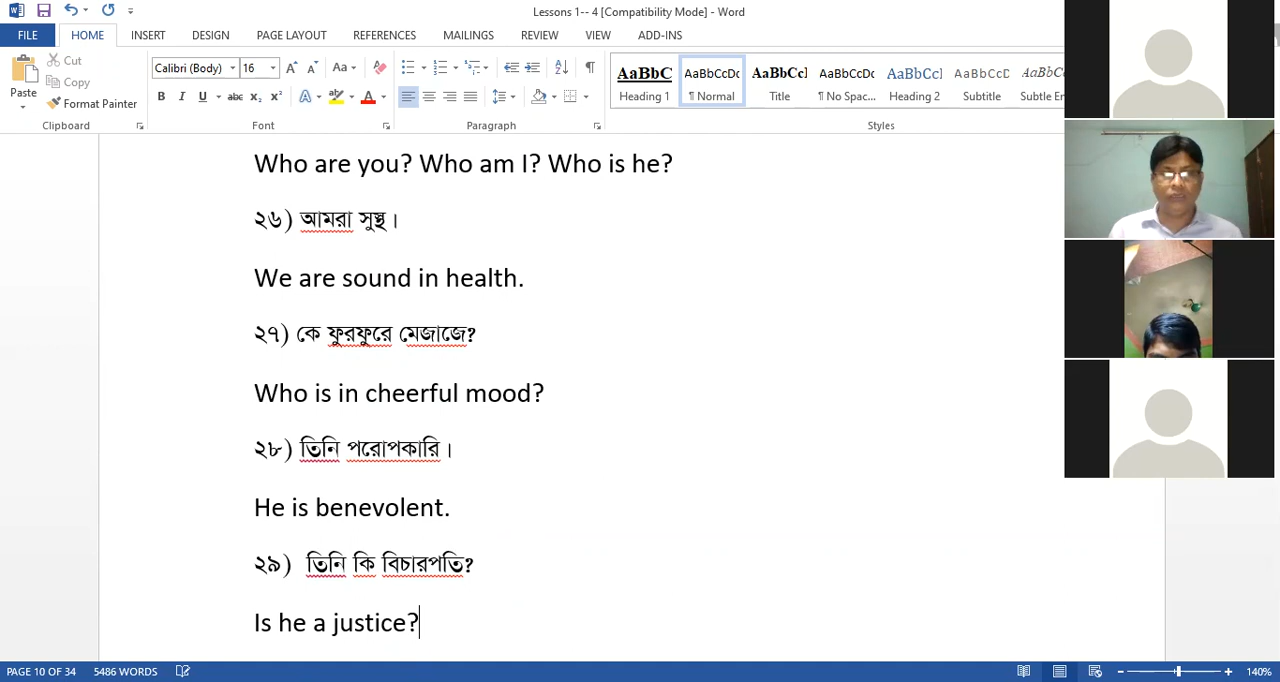 Lessons 1-- 4 [Compatibility Mode] - Word
FILE HOME INSERT DESIGN PAGE LAYOUT REFERENCES MAILINGS REVIEW VIEW ADD-INS
Paste
Cut
Copy
Format Painter
Calibri (Body) 16
AaBbC AaBbCcDc AaBbCcl AaBbCcDc AaBbCcl AaBbCcD AaBbCcDc
Heading 1 ¶ Normal Title ¶ No Spac... Heading 2 Subtitle Subtle Em
Clipboard Font Paragraph Styles
Who are you? Who am I? Who is he?
২৬) আমরা সুস্থ।
We are sound in health.
২৭) কে ফুরফুরে মেজাজে?
Who is in cheerful mood?
২৮) তিনি পরোপকারি।
He is benevolent.
২৯) তিনি কি বিচারপতি?
Is he a justice?
PAGE 10 OF 34 5486 WORDS 140%